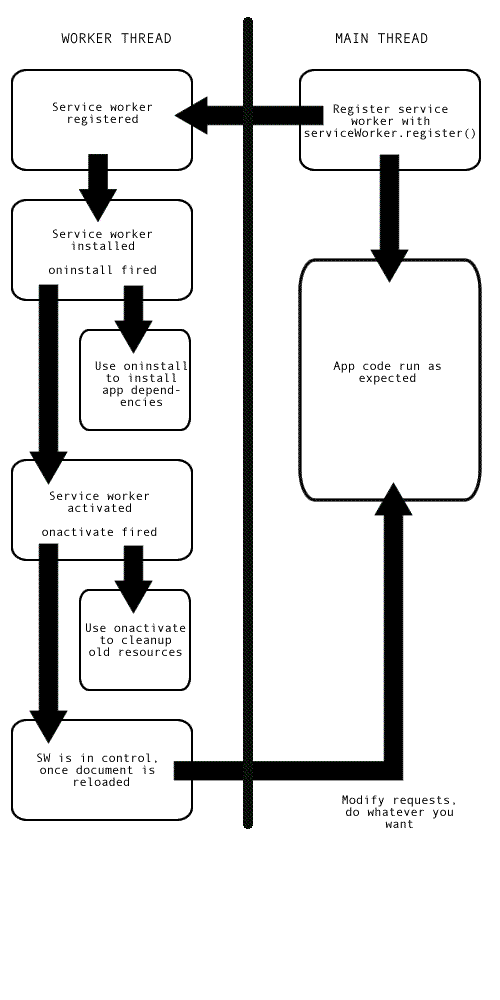 WORKER THREAD
MAIN THREAD
Service worker
registered
Register service
worker with
serviceWorker.register()
Service worker
installed
oninstall fired
Use oninstall
to install
app depend-
encies
App code run as
expected
Service worker
activated
onactivate fired
Use onactivate
to cleanup
old resources
SW is in control,
once document is
reloaded
Modify requests,
do whatever you
want